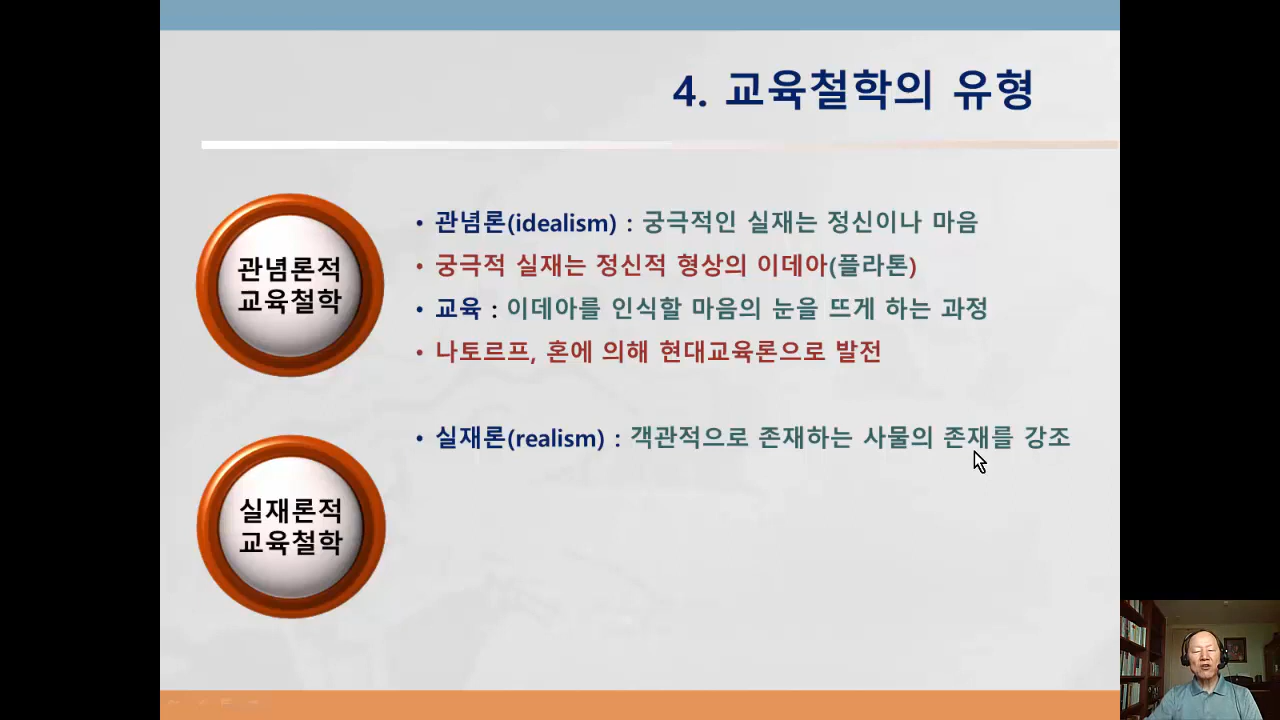 4. 교육철학의 유형
관념론적
교육철학
• 관념론(idealism) : 궁극적인 실재는 정신이나 마음
• 궁극적 실재는 정신적 형상의 이데아(플라톤)
• 교육 : 이데아를 인식할 마음의 눈을 뜨게 하는 과정
• 나토르프, 혼에 의해 현대교육론으로 발전
실재론적
교육철학
• 실재론(realism) : 객관적으로 존재하는 사물의 존재를 강조